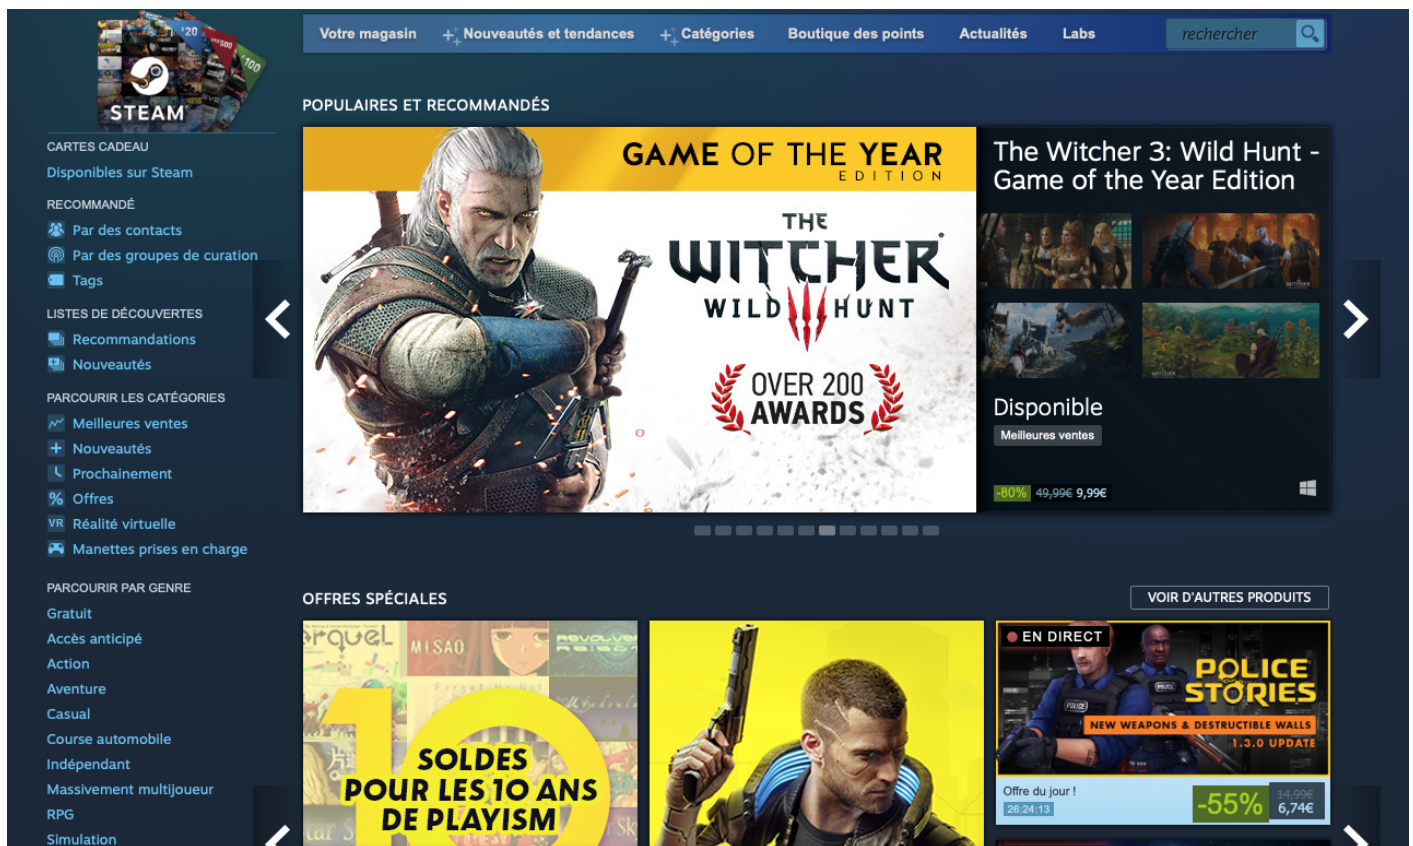 Votre magasin
Nouveautés et tendances
Catégories
Boutique des points
Actualités
Labs
rechercher
$20
$100
STEAM
CARTES CADEAU
Disponibles sur Steam
RECOMMANDÉ
Par des contacts
Par des groupes de curation
Tags
LISTES DE DÉCOUVERTES
Recommandations
Nouveautés
PARCOURIR LES CATÉGORIES
Meilleures ventes
Nouveautés
Prochainement
Offres
VR Réalité virtuelle
Manettes prises en charge
PARCOURIR PAR GENRE
Gratuit
Accès anticipé
Action
Aventure
Casual
Course automobile
Indépendant
Massivement multijoueur
RPG
Simulation
POPULAIRES ET RECOMMANDÉS
GAME OF THE YEAR
EDITION
THE
WITCHER
WILD III HUNT
OVER 200
AWARDS
The Witcher 3: Wild Hunt -
Game of the Year Edition
Disponible
Meilleures ventes
-80% 49,99€ 9,99€
OFFRES SPÉCIALES
VOIR D'AUTRES PRODUITS
MISAO
10
SOLDES
POUR LES 10 ANS
DE PLAYISM
EN DIRECT
POLICE
STORIES
POLICE
NEW WEAPONS & DESTRUCTIBLE WALLS
1.3.0 UPDATE
Offre du jour !
26:24:13
-55%
14,99€
6,74€